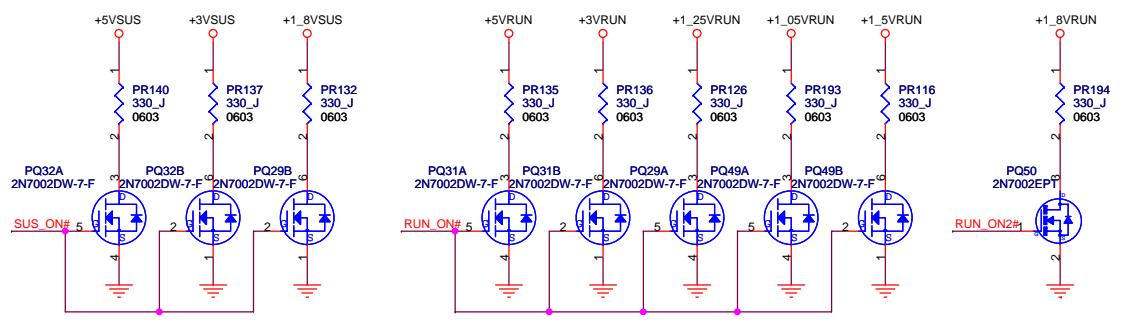 +5VSUS
+3VSUS
+1_8VSUS
+5VRUN
+3VRUN
+1_25VRUN
+1_05VRUN
+1_5VRUN
+1_8VRUN
1 1 1 1 1 1 1 1 1
PR140 PR137 PR132 PR135 PR136 PR126 PR193 PR116 PR194
330_J 330_J 330_J 330_J 330_J 330_J 330_J 330_J 330_J
0603 0603 0603 0603 0603 0603 0603 0603 0603
2 2 2 2 2 2 2 2 2
PQ32A PQ32B PQ29B PQ31A PQ31B PQ29A PQ49A PQ49B PQ50
2N7002DW-7-F 2N7002DW-7-F 2N7002DW-7-F 2N7002DW-7-F 2N7002DW-7-F 2N7002DW-7-F 2N7002DW-7-F 2N7002DW-7-F 2N7002EPT
3 6 6 3 6 3 3 6 3
D D D D D D D D D
SUS_ON# 5 2 2 RUN_ON# 5 2 5 5 2 RUN_ON2# 1
G G G G G G G G G
S S S S S S S S S
4 1 1 4 1 4 4 1 2